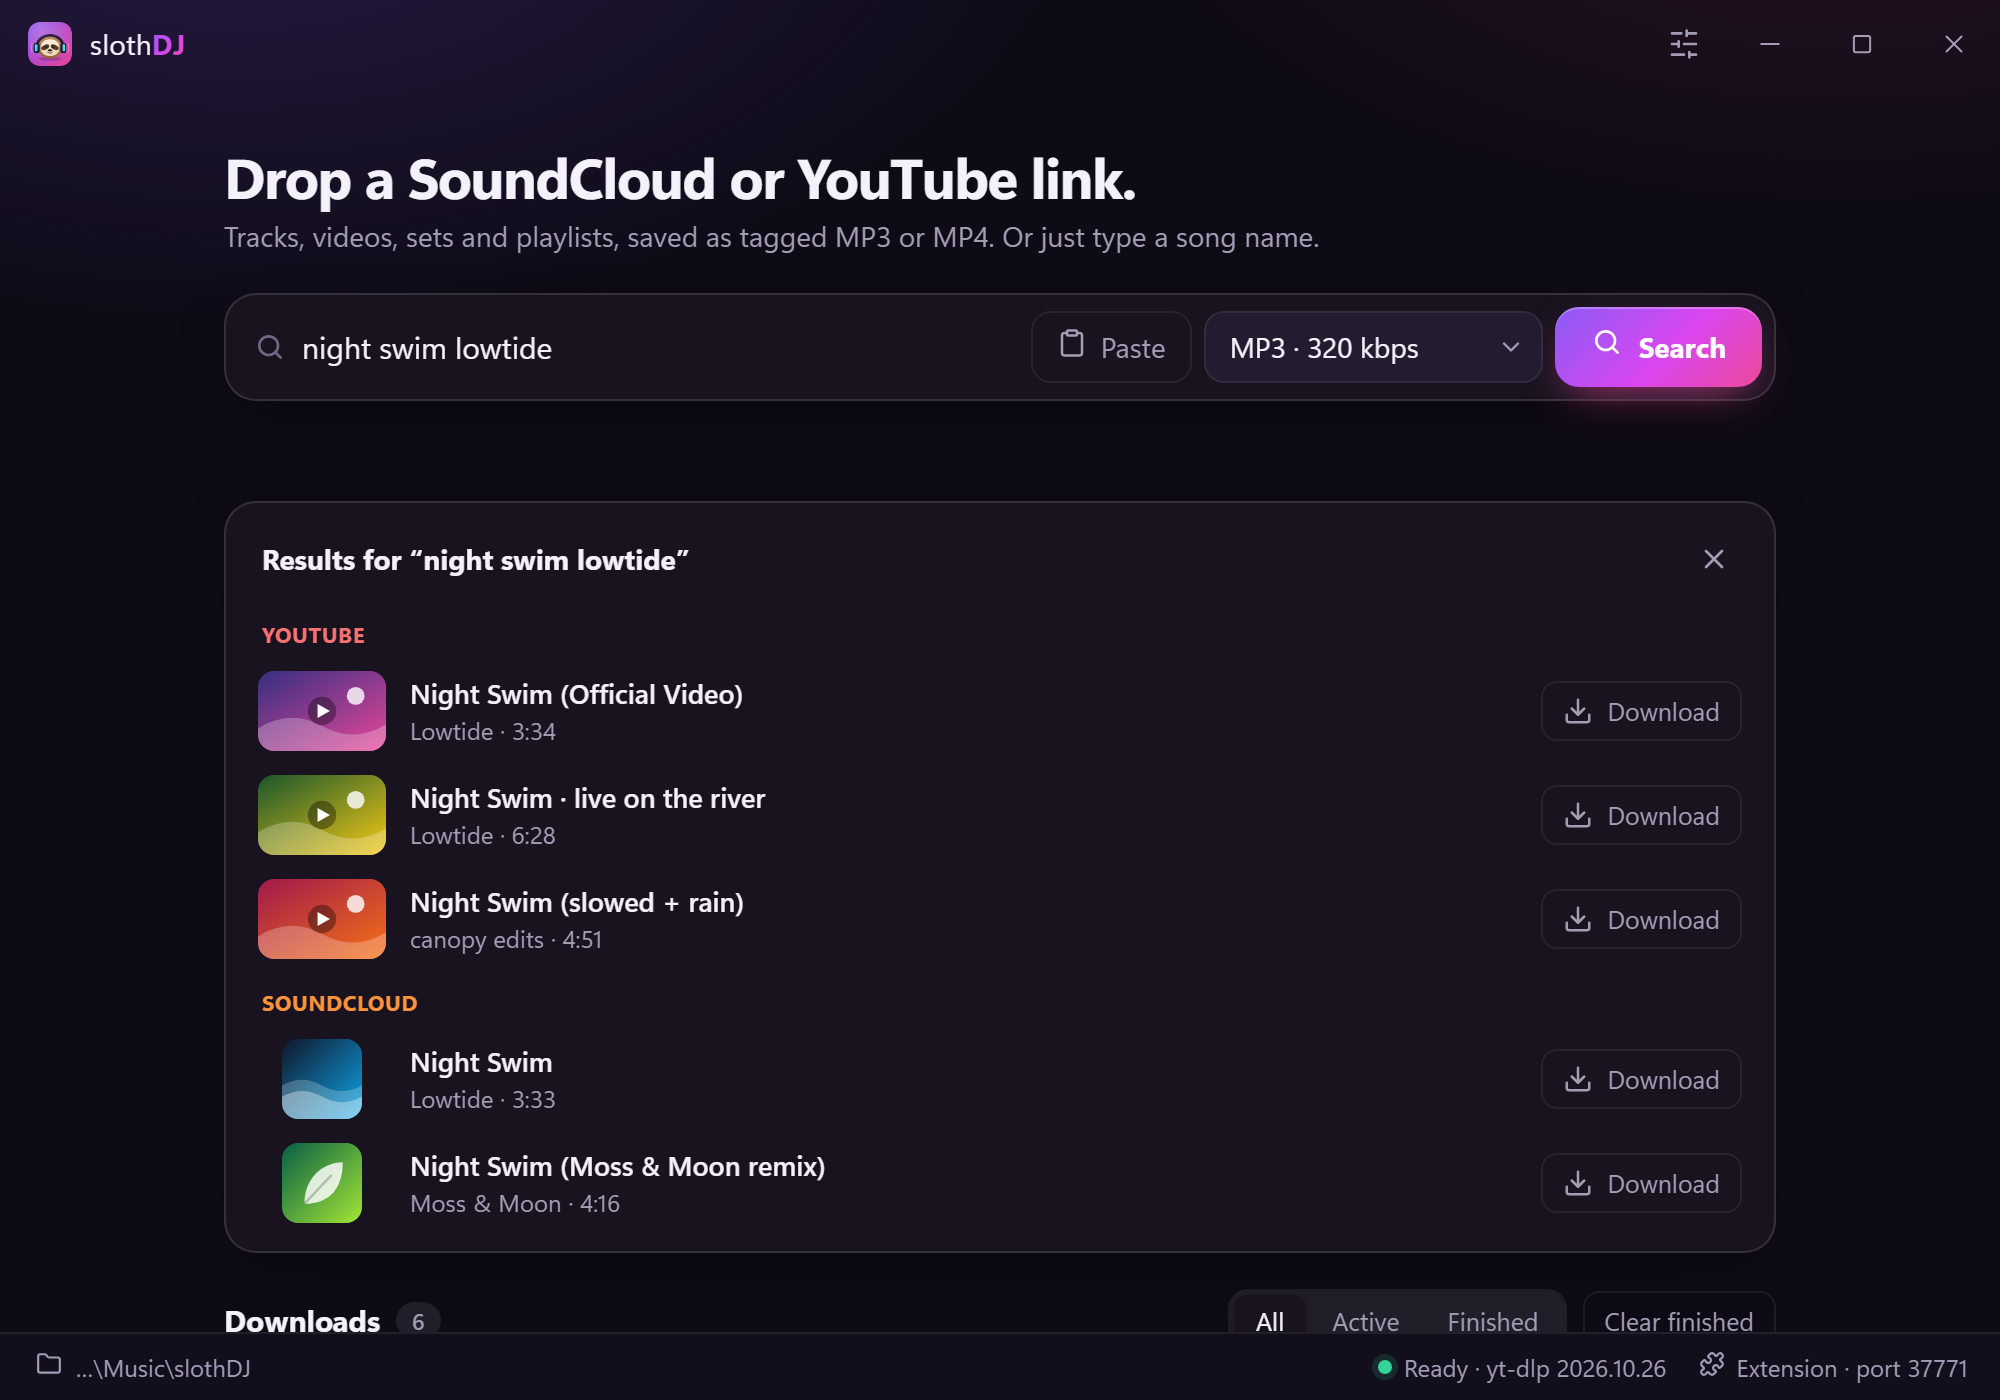 slothDJ
Drop a SoundCloud or YouTube link.
Tracks, videos, sets and playlists, saved as tagged MP3 or MP4. Or just type a song name.
night swim lowtide
Paste
MP3 · 320 kbps
Search
Results for “night swim lowtide”
YOUTUBE
Night Swim (Official Video)
Lowtide · 3:34
Download
Night Swim · live on the river
Lowtide · 6:28
Download
Night Swim (slowed + rain)
canopy edits · 4:51
Download
SOUNDCLOUD
Night Swim
Lowtide · 3:33
Download
Night Swim (Moss & Moon remix)
Moss & Moon · 4:16
Download
Downloads 6
All Active Finished
Clear finished
...\Music\slothDJ
Ready · yt-dlp 2026.10.26
Extension · port 37771